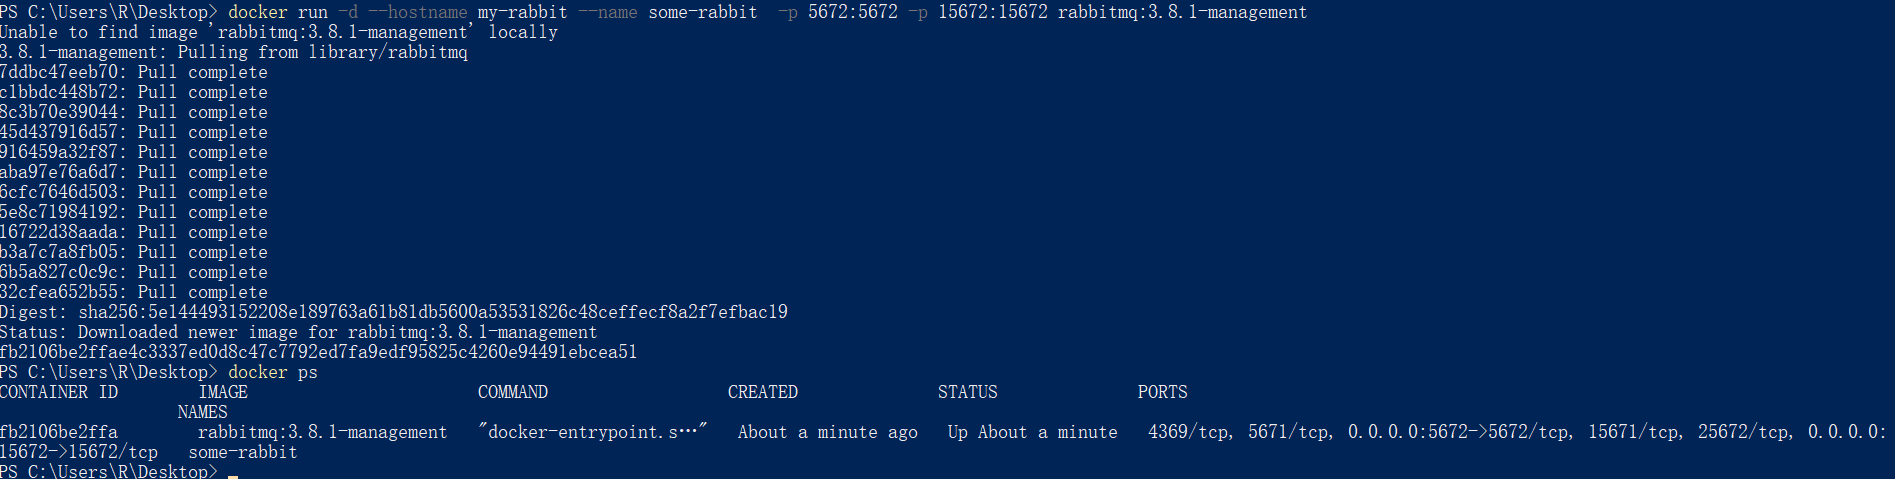 PS C:\Users\R\Desktop> docker run -d --hostname my-rabbit --name some-rabbit  -p 5672:5672 -p 15672:15672 rabbitmq:3.8.1-management
Unable to find image 'rabbitmq:3.8.1-management' locally
3.8.1-management: Pulling from library/rabbitmq
7ddbc47eeb70: Pull complete
c1bbdc448b72: Pull complete
8c3b70e39044: Pull complete
45d437916d57: Pull complete
916459a32f87: Pull complete
aba97e76a6d7: Pull complete
6cfc7646d503: Pull complete
5e8c71984192: Pull complete
16722d38aada: Pull complete
b3a7c7a8fb05: Pull complete
6b5a827c0c9c: Pull complete
32cfea652b55: Pull complete
Digest: sha256:5e144493152208e189763a61b81db5600a53531826c48ceffecf8a2f7efbac19
Status: Downloaded newer image for rabbitmq:3.8.1-management
fb2106be2ffae4c3337ed0d8c47c7792ed7fa9edf95825c4260e94491ebcea51
PS C:\Users\R\Desktop> docker ps
CONTAINER ID        IMAGE                       COMMAND                  CREATED              STATUS              PORTS
NAMES
fb2106be2ffa        rabbitmq:3.8.1-management   "docker-entrypoint.s…"   About a minute ago   Up About a minute   4369/tcp, 5671/tcp, 0.0.0.0:5672->5672/tcp, 15671/tcp, 25672/tcp, 0.0.0.0:
15672->15672/tcp   some-rabbit
PS C:\Users\R\Desktop>